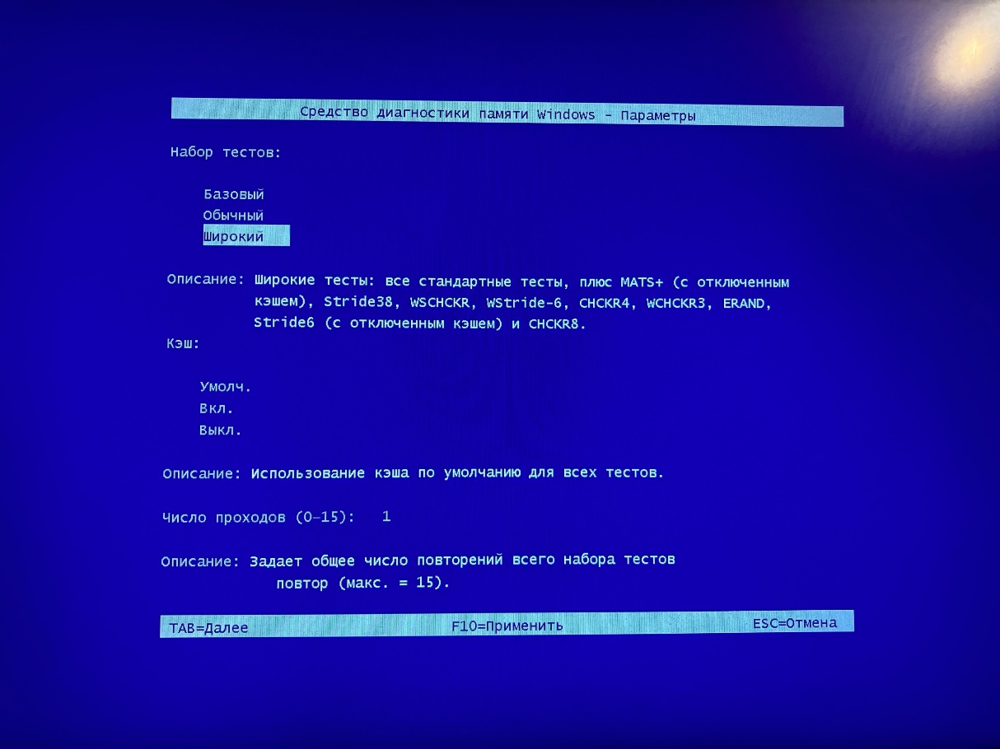 Средство диагностики памяти Windows - Параметры
Набор тестов:
Базовый
Обычный
Широкий
Описание: Широкие тесты: все стандартные тесты, плюс MATS+ (с отключенным
кэшем), Stride38, WSCHCKR, WStride-6, CHCKR4, WCHCKR3, ERAND,
Stride6 (с отключенным кэшем) и CHCKR8.
Кэш:
Умолч.
Вкл.
Выкл.
Описание: Использование кэша по умолчанию для всех тестов.
Число проходов (0-15): 1
Описание: Задает общее число повторений всего набора тестов
повтор (макс. = 15).
TAB=Далее F10=Применить ESC=Отмена